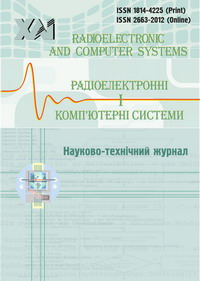 ISSN 1814-4225 (Print)
ISSN 2663-2012 (Online)
ХАІ
RADIOELECTRONIC
AND COMPUTER SYSTEMS
РАДІОЕЛЕКТРОННІ
І
КОМП'ЮТЕРНІ СИСТЕМИ
Науково-технічний журнал